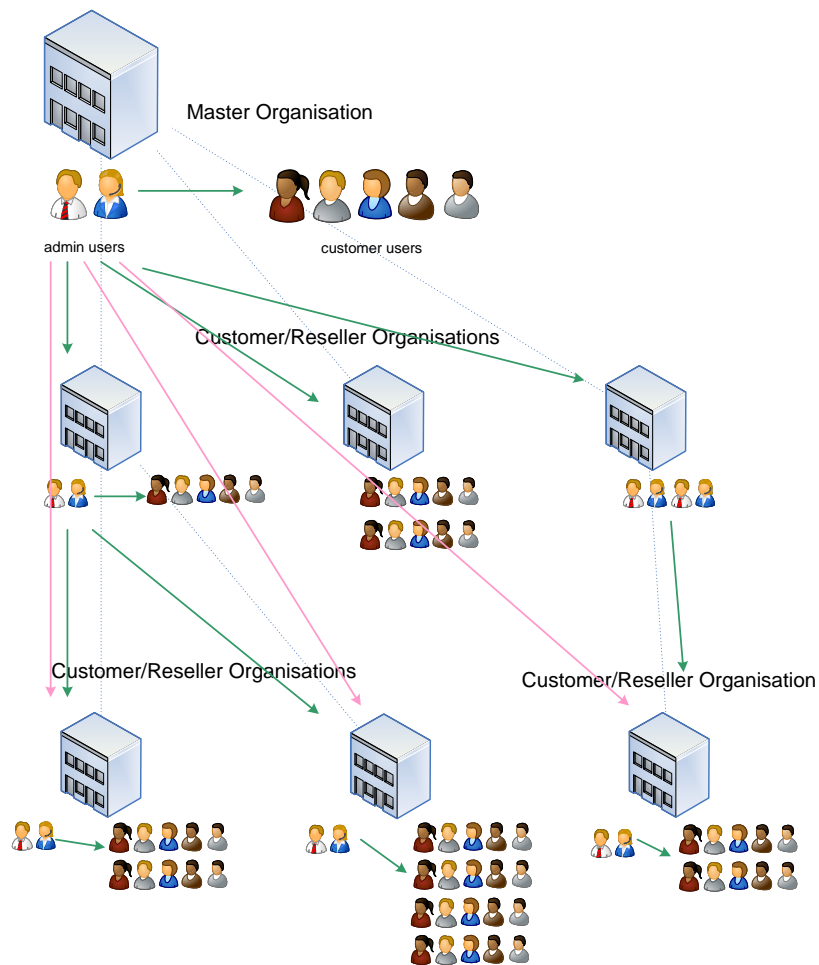 Master Organisation
admin users
customer users
Customer/Reseller Organisations
Customer/Reseller Organisations
Customer/Reseller Organisation